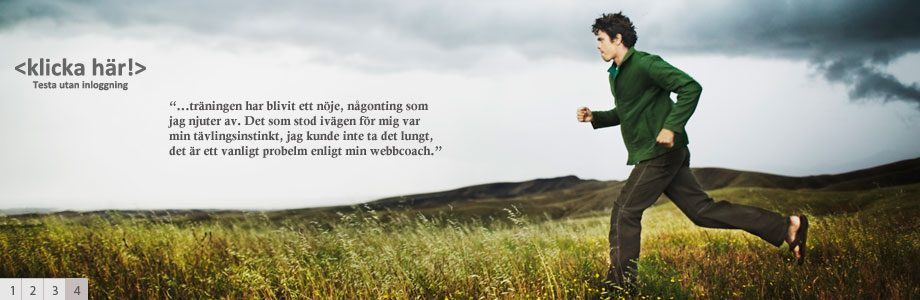 <klicka här!>
Testa utan inloggning
“...träningen har blivit ett nöje, någonting som
jag njuter av. Det som stod ivägen för mig var
min tävlingsinstinkt, jag kunde inte ta det lungt,
det är ett vanligt probelm enligt min webbcoach.”
1 2 3 4